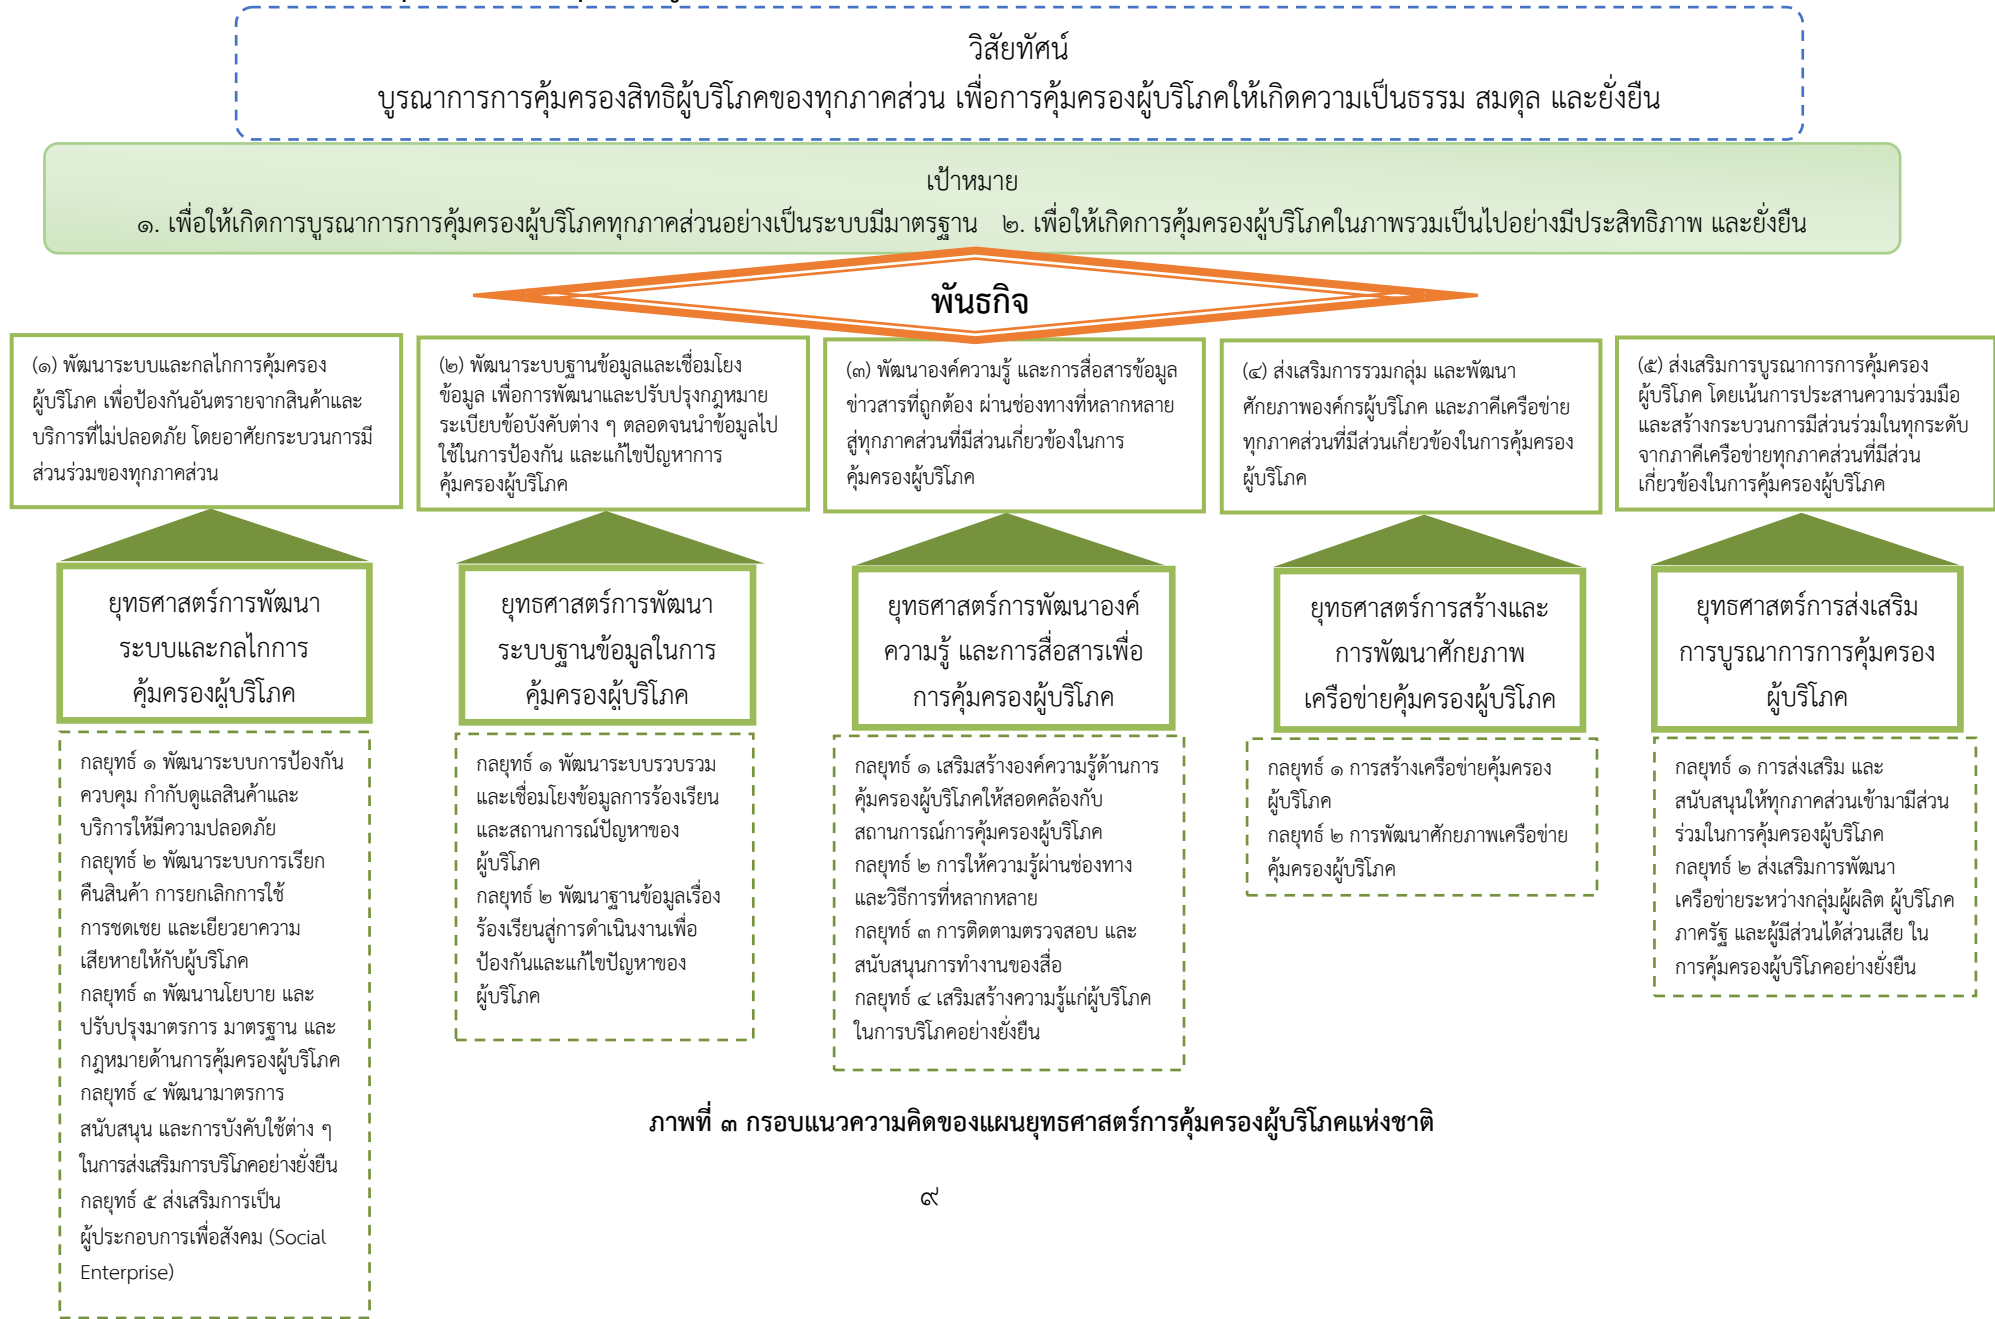 วิสัยทัศน์
บูรณาการการคุ้มครองสิทธิผู้บริโภคของทุกภาคส่วน เพื่อการคุ้มครองผู้บริโภคให้เกิดความเป็นธรรม สมดุล และยั่งยืน
เป้าหมาย
๑. เพื่อให้เกิดการบูรณาการการคุ้มครองผู้บริโภคทุกภาคส่วนอย่างเป็นระบบมีมาตรฐาน ๒. เพื่อให้เกิดการคุ้มครองผู้บริโภคในภาพรวมเป็นไปอย่างมีประสิทธิภาพ และยั่งยืน
พันธกิจ
(๑) พัฒนาระบบและกลไกการคุ้มครอง
ผู้บริโภค เพื่อป้องกันอันตรายจากสินค้าและ
บริการที่ไม่ปลอดภัย โดยอาศัยกระบวนการมี
ส่วนร่วมของทุกภาคส่วน
(๒) พัฒนาระบบฐานข้อมูลและเชื่อมโยง
ข้อมูล เพื่อการพัฒนาและปรับปรุงกฎหมาย
ระเบียบข้อบังคับต่าง ๆ ตลอดจนนำข้อมูลไป
ใช้ในการป้องกัน และแก้ไขปัญหาการ
คุ้มครองผู้บริโภค
(๓) พัฒนาองค์ความรู้ และการสื่อสารข้อมูล
ข่าวสารที่ถูกต้อง ผ่านช่องทางที่หลากหลาย
สู่ทุกภาคส่วนที่มีส่วนเกี่ยวข้องในการ
คุ้มครองผู้บริโภค
(๔) ส่งเสริมการรวมกลุ่ม และพัฒนา
ศักยภาพองค์กรผู้บริโภค และภาคีเครือข่าย
ทุกภาคส่วนที่มีส่วนเกี่ยวข้องในการคุ้มครอง
ผู้บริโภค
(๕) ส่งเสริมการบูรณาการการคุ้มครอง
ผู้บริโภค โดยเน้นการประสานความร่วมมือ
และสร้างกระบวนการมีส่วนร่วมในทุกระดับ
จากภาคีเครือข่ายทุกภาคส่วนที่มีส่วน
เกี่ยวข้องในการคุ้มครองผู้บริโภค
ยุทธศาสตร์การพัฒนา
ระบบและกลไกการ
คุ้มครองผู้บริโภค
ยุทธศาสตร์การพัฒนา
ระบบฐานข้อมูลในการ
คุ้มครองผู้บริโภค
ยุทธศาสตร์การพัฒนาองค์
ความรู้ และการสื่อสารเพื่อ
การคุ้มครองผู้บริโภค
ยุทธศาสตร์การสร้างและ
การพัฒนาศักยภาพ
เครือข่ายคุ้มครองผู้บริโภค
ยุทธศาสตร์การส่งเสริม
การบูรณาการการคุ้มครอง
ผู้บริโภค
กลยุทธ์ ๑ พัฒนาระบบการป้องกัน
ควบคุม กำกับดูแลสินค้าและ
บริการให้มีความปลอดภัย
กลยุทธ์ ๒ พัฒนาระบบการเรียก
คืนสินค้า การยกเลิกการใช้
การชดเชย และเยียวยาความ
เสียหายให้กับผู้บริโภค
กลยุทธ์ ๓ พัฒนานโยบาย และ
ปรับปรุงมาตรการ มาตรฐาน และ
กฎหมายด้านการคุ้มครองผู้บริโภค
กลยุทธ์ ๔ พัฒนามาตรการ
สนับสนุน และการบังคับใช้ต่าง ๆ
ในการส่งเสริมการบริโภคอย่างยั่งยืน
กลยุทธ์ ๕ ส่งเสริมการเป็น
ผู้ประกอบการเพื่อสังคม (Social
Enterprise)
กลยุทธ์ ๑ พัฒนาระบบรวบรวม
และเชื่อมโยงข้อมูลการร้องเรียน
และสถานการณ์ปัญหาของ
ผู้บริโภค
กลยุทธ์ ๒ พัฒนาฐานข้อมูลเรื่อง
ร้องเรียนสู่การดำเนินงานเพื่อ
ป้องกันและแก้ไขปัญหาของ
ผู้บริโภค
กลยุทธ์ ๑ เสริมสร้างองค์ความรู้ด้านการ
คุ้มครองผู้บริโภคให้สอดคล้องกับ
สถานการณ์การคุ้มครองผู้บริโภค
กลยุทธ์ ๒ การให้ความรู้ผ่านช่องทาง
และวิธีการที่หลากหลาย
กลยุทธ์ ๓ การติดตามตรวจสอบ และ
สนับสนุนการทำงานของสื่อ
กลยุทธ์ ๔ เสริมสร้างความรู้แก่ผู้บริโภค
ในการบริโภคอย่างยั่งยืน
กลยุทธ์ ๑ การสร้างเครือข่ายคุ้มครอง
ผู้บริโภค
กลยุทธ์ ๒ การพัฒนาศักยภาพเครือข่าย
คุ้มครองผู้บริโภค
กลยุทธ์ ๑ การส่งเสริม และ
สนับสนุนให้ทุกภาคส่วนเข้ามามีส่วน
ร่วมในการคุ้มครองผู้บริโภค
กลยุทธ์ ๒ ส่งเสริมการพัฒนา
เครือข่ายระหว่างกลุ่มผู้ผลิต ผู้บริโภค
ภาครัฐ และผู้มีส่วนได้ส่วนเสีย ใน
การคุ้มครองผู้บริโภคอย่างยั่งยืน
ภาพที่ ๓ กรอบแนวความคิดของแผนยุทธศาสตร์การคุ้มครองผู้บริโภคแห่งชาติ
๙